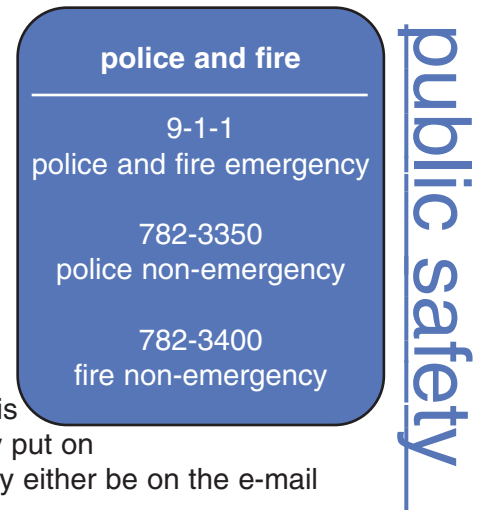 police and fire
9-1-1
police and fire emergency
782-3350
police non-emergency
782-3400
fire non-emergency
public safety
is
put on
either be on the e-mail